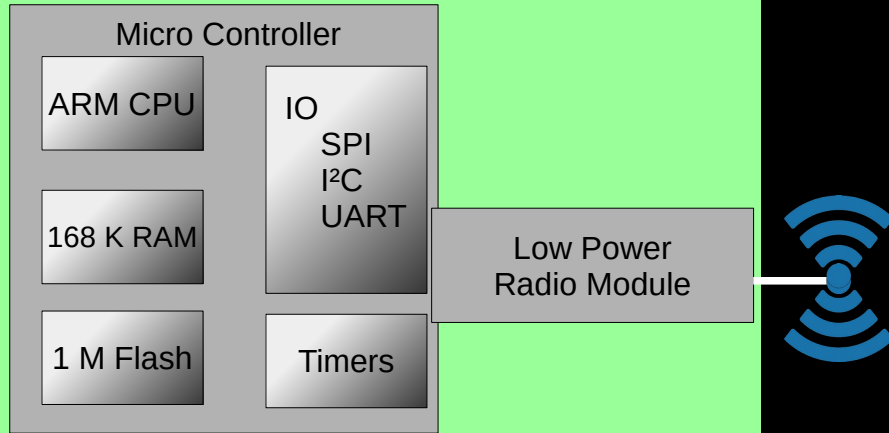 Micro Controller
ARM CPU
IO
SPI
I²C
UART
168 K RAM
Low Power
Radio Module
1 M Flash
Timers